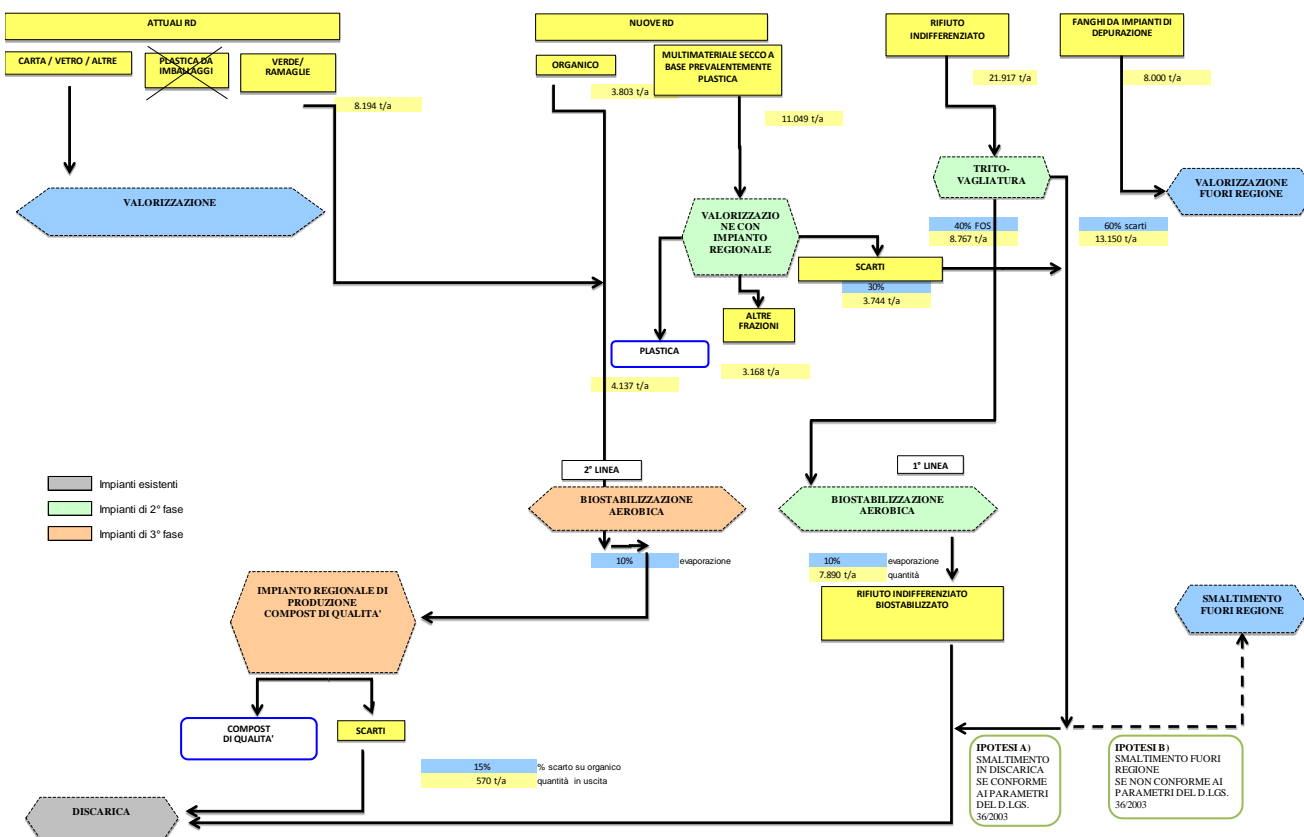 ATTUALI RD
NUOVE RD
RIFIUTO
INDIFFERENZIATO
FANGHI DA IMPIANTI DI
DEPURAZIONE
CARTA / VETRO / ALTRE
PLASTICA DA
IMBALLAGGI
VERDE/
RAMAGLIE
ORGANICO
MULTIMATERIALE SECCO A
BASE PREVALENTEMENTE
PLASTICA
21.917 t/a
8.000 t/a
3.803 t/a
8.194 t/a
11.049 t/a
TRITO-
VAGLIATURA
VALORIZZAZIONE
VALORIZZAZIONE
FUORI REGIONE
VALORIZZAZIO
NE CON
IMPIANTO
REGIONALE
40% FOS
8.767 t/a
60% scarti
13.150 t/a
SCARTI
30%
3.744 t/a
ALTRE
FRAZIONI
PLASTICA
3.168 t/a
4.137 t/a
2° LINEA
1° LINEA
Impianti esistenti
Impianti di 2° fase
Impianti di 3° fase
BIOSTABILIZZAZIONE
AEROBICA
BIOSTABILIZZAZIONE
AEROBICA
10% evaporazione
10% evaporazione
7.890 t/a quantità
IMPIANTO REGIONALE DI
PRODUZIONE
COMPOST DI QUALITA'
RIFIUTO INDIFFERENZIATO
BIOSTABILIZZATO
SMALTIMENTO
FUORI REGIONE
COMPOST
DI QUALITA'
SCARTI
15% % scarto su organico
570 t/a quantità in uscita
IPOTESI A)
SMALTIMENTO
IN DISCARICA
SE CONFORME
AI PARAMETRI
DEL D.LGS.
36/2003
IPOTESI B)
SMALTIMENTO FUORI
REGIONE
SE NON CONFORME AI
PARAMETRI DEL D.LGS.
36/2003
DISCARICA